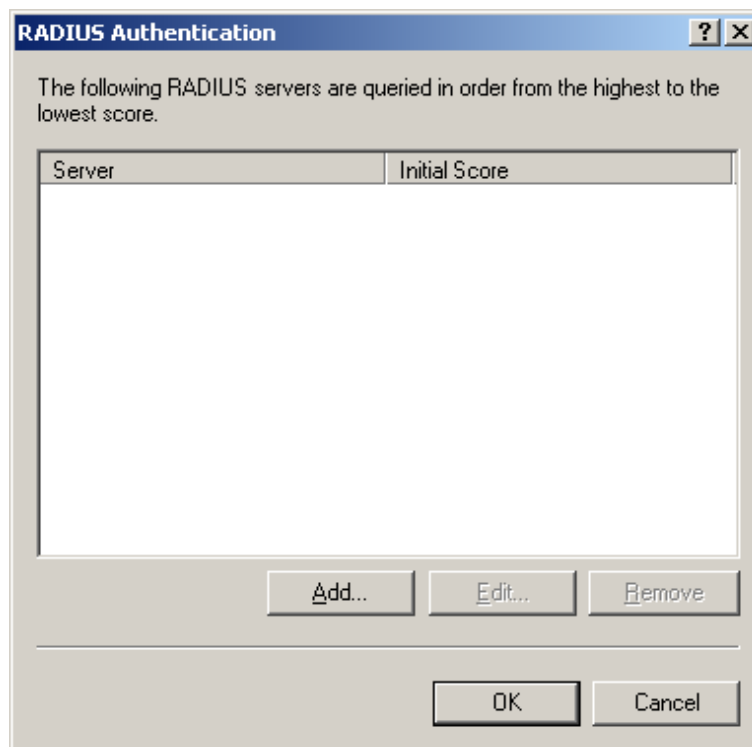 RADIUS Authentication
The following RADIUS servers are queried in order from the highest to the
lowest score.
Server Initial Score
Add... Edit... Remove
OK Cancel